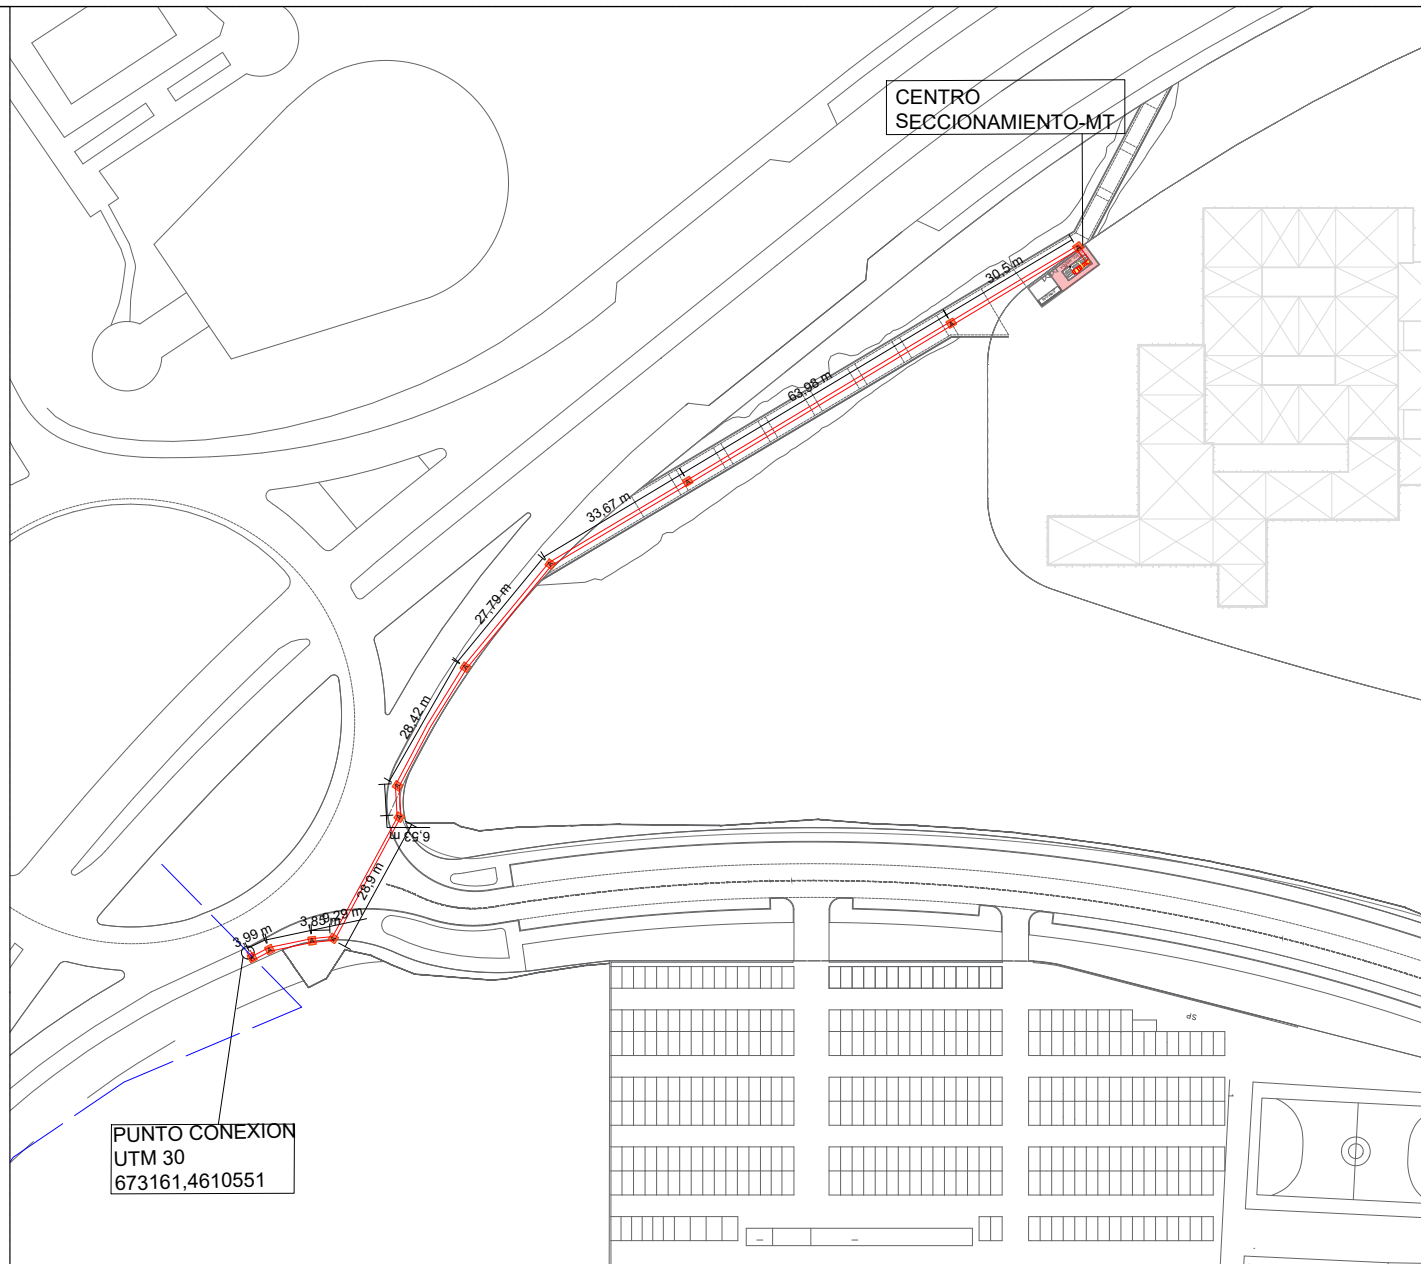 CENTRO
SECCIONAMIENTO-MT
30,5 m
63,98 m
33,67 m
27,79 m
28,42 m
6,53 m
28,9 m
9,29 m
3,85 m
3,99 m
SP
PUNTO CONEXION
UTM 30
673161,4610551